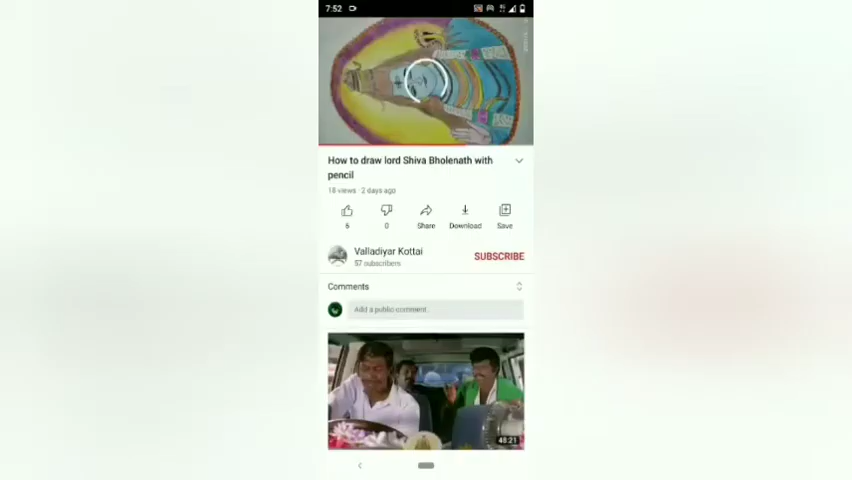 7:52
How to draw lord Shiva Bholenath with
pencil
18 views · 2 days ago
6
0
Share
Download
Save
Valladiyar Kottai
57 subscribers
SUBSCRIBE
Comments
Add a public comment...
48:21